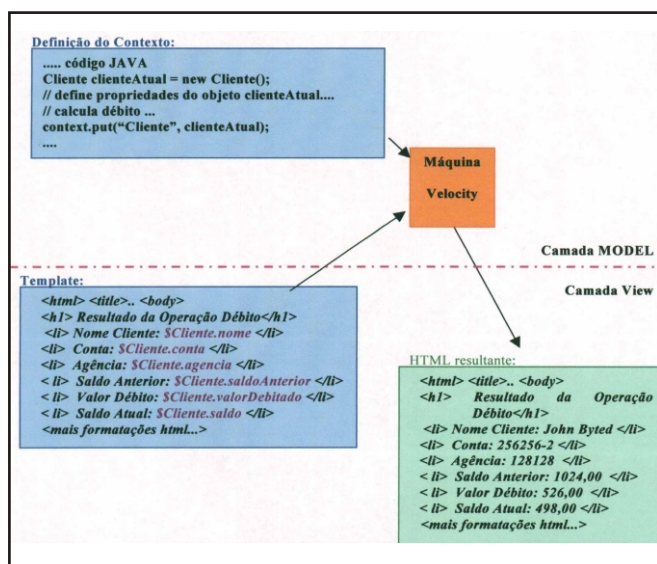 Definição do Contexto:
..... código JAVA
Cliente clienteAtual = new Cliente();
// define propriedades do objeto clienteAtual....
// calcula débito ...
context.put(“Cliente”, clienteAtual);
....
Máquina
Velocity
Camada MODEL
Camada View
Template:
<html> <title>.. <body>
<h1> Resultado da Operação Débito</h1>
<li> Nome Cliente: $Cliente.nome </li>
<li> Conta: $Cliente.conta </li>
<li> Agência: $Cliente.agencia </li>
< li> Saldo Anterior: $Cliente.saldoAnterior </li>
< li> Valor Débito: $Cliente.valorDebitado </li>
< li> Saldo Atual: $Cliente.saldo </li>
<mais formatações html...>
HTML resultante:
<html> <title>.. <body>
<h1> Resultado da Operação
Débito</h1>
<li> Nome Cliente: John Byted </li>
<li> Conta: 256256-2 </li>
<li> Agência: 128128 </li>
< li> Saldo Anterior: 1024,00 </li>
< li> Valor Débito: 526,00 </li>
< li> Saldo Atual: 498,00 </li>
<mais formatações html...>